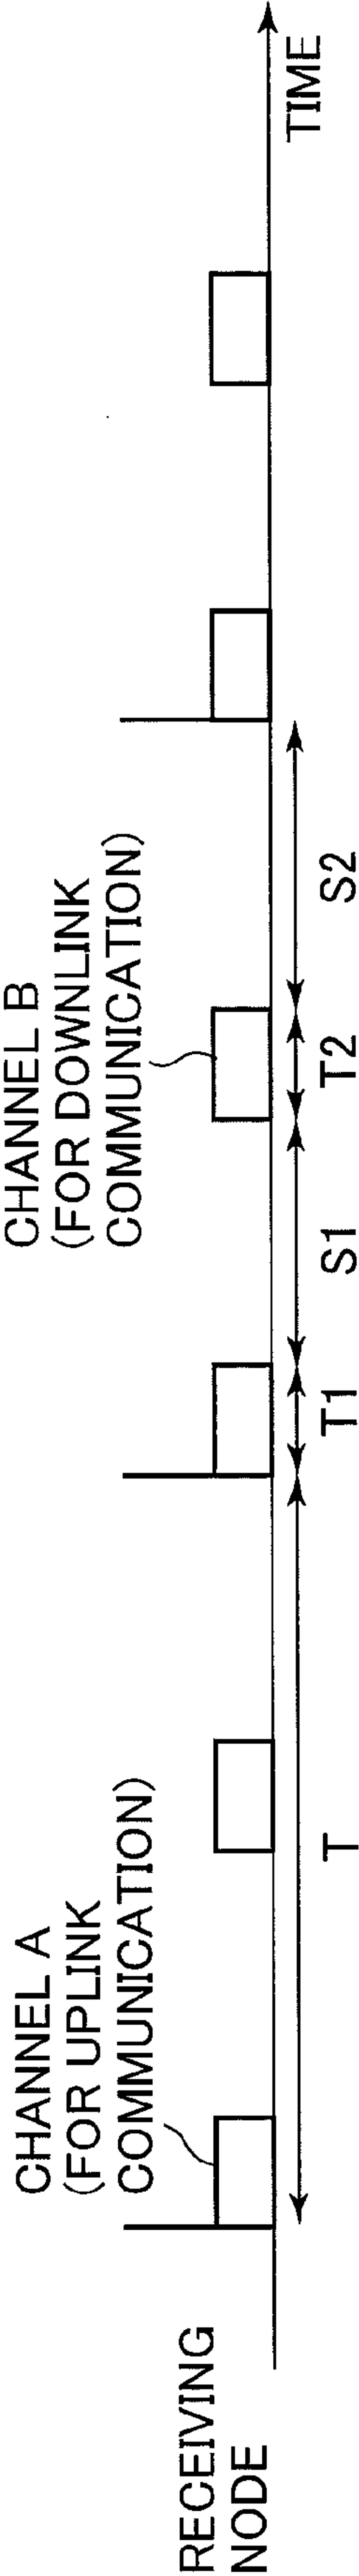 RECEIVING
NODE
CHANNEL A
(FOR UPLINK
COMMUNICATION)
CHANNEL B
(FOR DOWNLINK
COMMUNICATION)
T
T1
S1
T2
S2
TIME